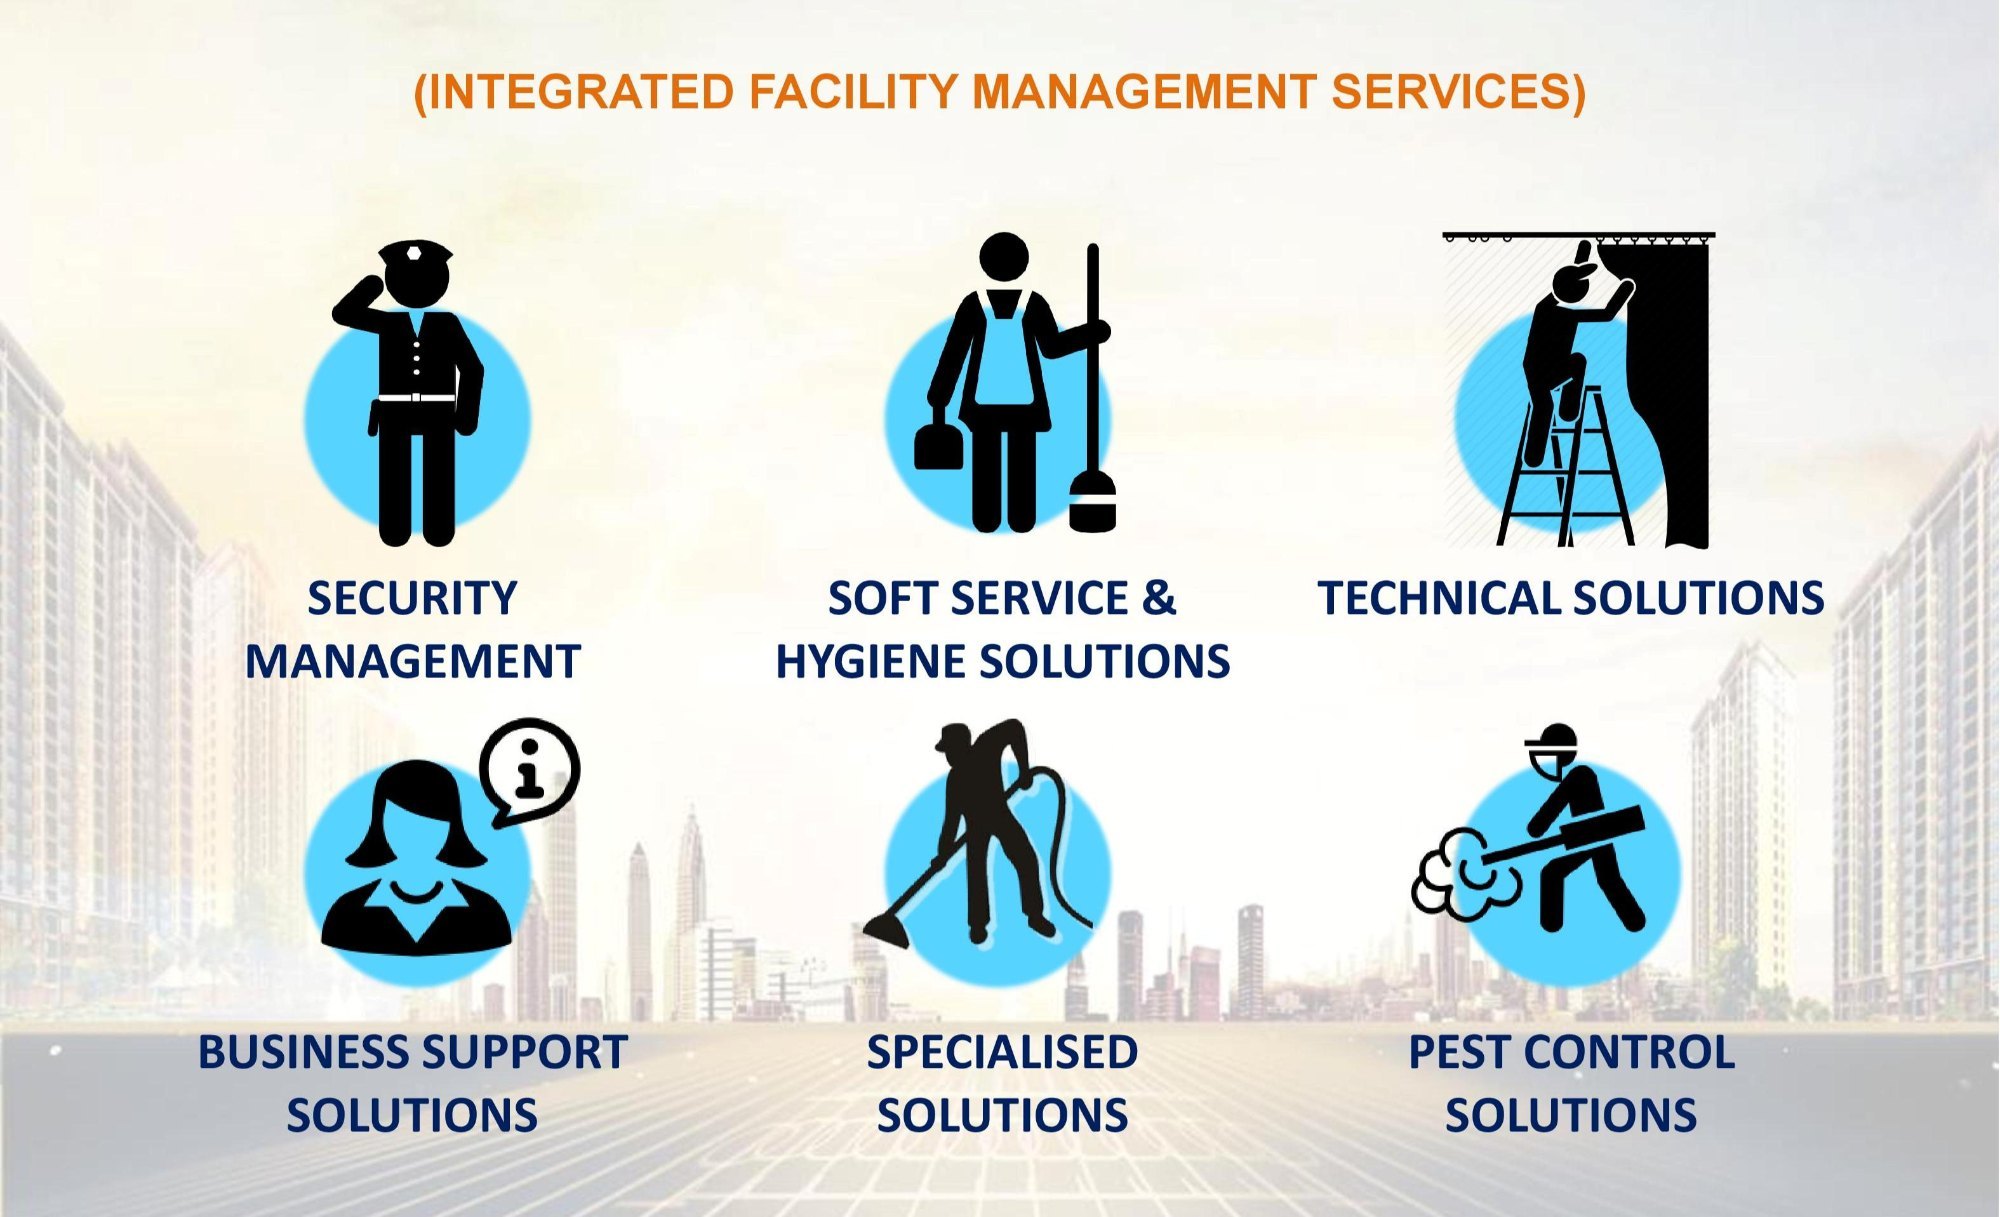 (INTEGRATED FACILITY MANAGEMENT SERVICES)
SECURITY
MANAGEMENT
SOFT SERVICE &
HYGIENE SOLUTIONS
TECHNICAL SOLUTIONS
i
BUSINESS SUPPORT
SOLUTIONS
SPECIALISED
SOLUTIONS
PEST CONTROL
SOLUTIONS